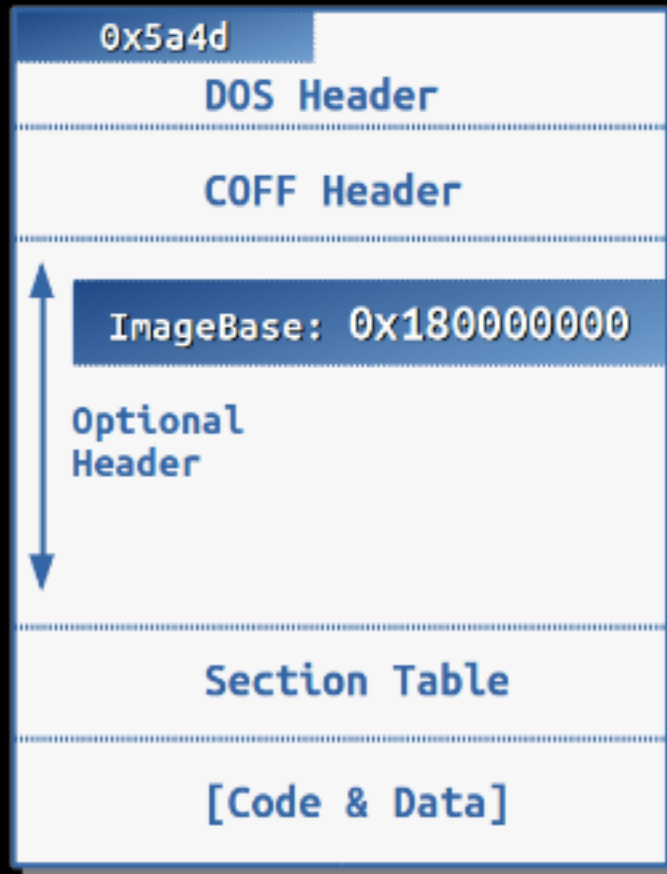 0x5a4d
DOS Header
COFF Header
ImageBase: 0x180000000
Optional
Header
Section Table
[Code & Data]